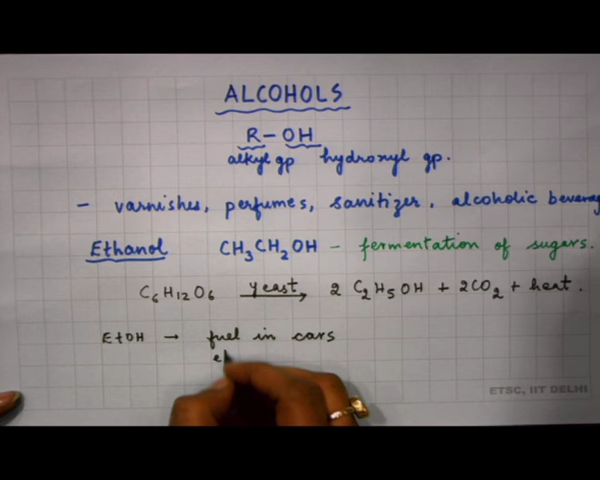 ALCOHOLS
R - OH
alkyl gp hydroxyl gp.
- varnishes, perfumes, sanitizer, alcoholic beverag
Ethanol CH3CH2OH - fermentation of sugars.
C6H12O6 yeast 2 C2H5OH + 2CO2 + heat.
EtOH → fuel in cars
ETSC, IIT DELHI